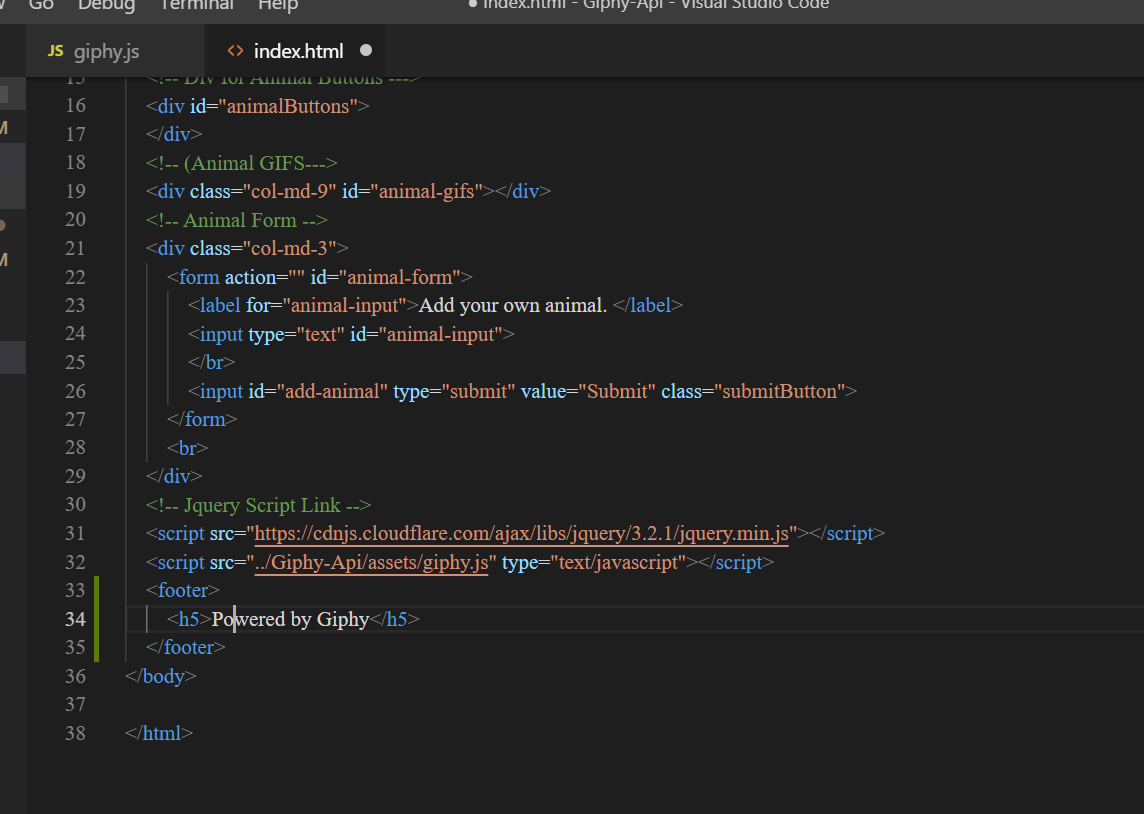 Go Debug Terminal Help ● index.html - Giphy-Api - Visual Studio Code
JS giphy.js <> index.html ●
15 <!-- Div for Animal Buttons --->
16 <div id="animalButtons">
17 </div>
18 <!-- (Animal GIFS--->
19 <div class="col-md-9" id="animal-gifs"></div>
20 <!-- Animal Form -->
21 <div class="col-md-3">
22 <form action="" id="animal-form">
23 <label for="animal-input">Add your own animal. </label>
24 <input type="text" id="animal-input">
25 </br>
26 <input id="add-animal" type="submit" value="Submit" class="submitButton">
27 </form>
28 <br>
29 </div>
30 <!-- Jquery Script Link -->
31 <script src="https://cdnjs.cloudflare.com/ajax/libs/jquery/3.2.1/jquery.min.js"></script>
32 <script src="../Giphy-Api/assets/giphy.js" type="text/javascript"></script>
33 <footer>
34 <h5>Powered by Giphy</h5>
35 </footer>
36 </body>
37
38 </html>